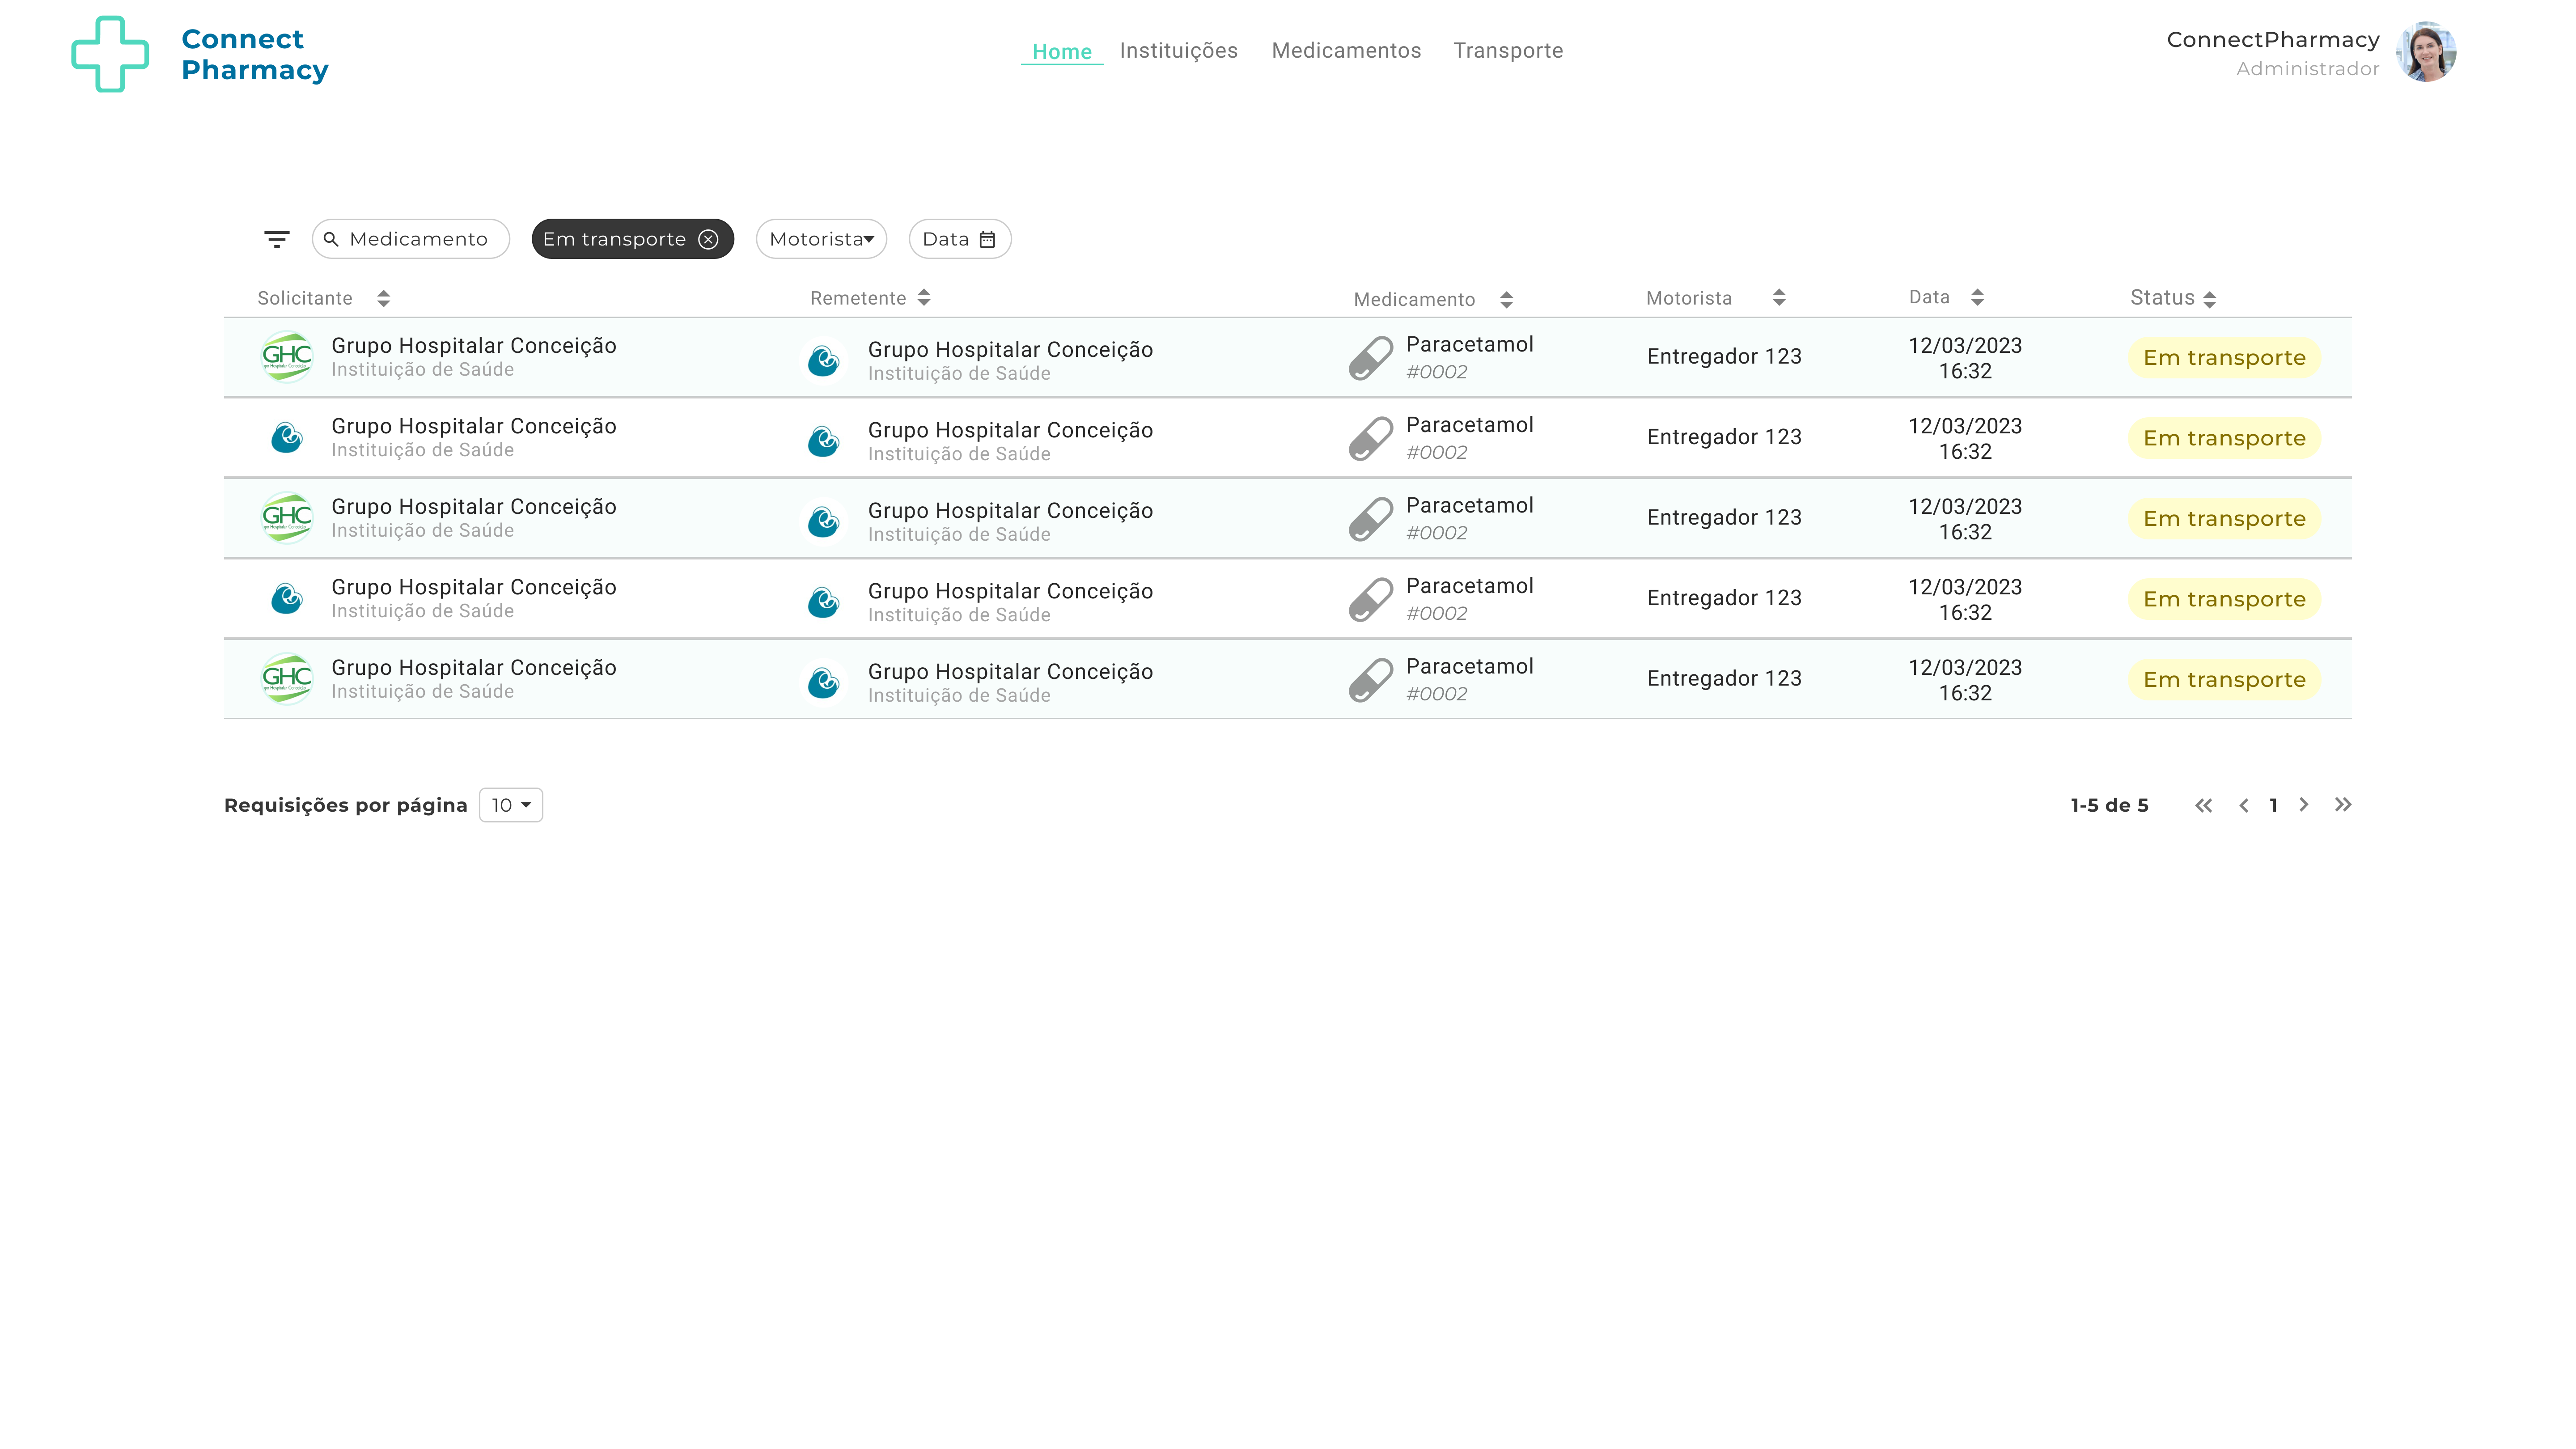 Connect
Pharmacy
Home Instituições Medicamentos Transporte
ConnectPharmacy
Administrador
Medicamento Em transporte Motorista Data
Solicitante Remetente Medicamento Motorista Data Status
GHC Grupo Hospitalar Conceição Grupo Hospitalar Conceição Paracetamol Entregador 123 12/03/2023 Em transporte
Instituição de Saúde Instituição de Saúde #0002 16:32
Grupo Hospitalar Conceição Grupo Hospitalar Conceição Paracetamol Entregador 123 12/03/2023 Em transporte
Instituição de Saúde Instituição de Saúde #0002 16:32
GHC Grupo Hospitalar Conceição Grupo Hospitalar Conceição Paracetamol Entregador 123 12/03/2023 Em transporte
Instituição de Saúde Instituição de Saúde #0002 16:32
Grupo Hospitalar Conceição Grupo Hospitalar Conceição Paracetamol Entregador 123 12/03/2023 Em transporte
Instituição de Saúde Instituição de Saúde #0002 16:32
GHC Grupo Hospitalar Conceição Grupo Hospitalar Conceição Paracetamol Entregador 123 12/03/2023 Em transporte
Instituição de Saúde Instituição de Saúde #0002 16:32
Requisições por página 10 1-5 de 5 1